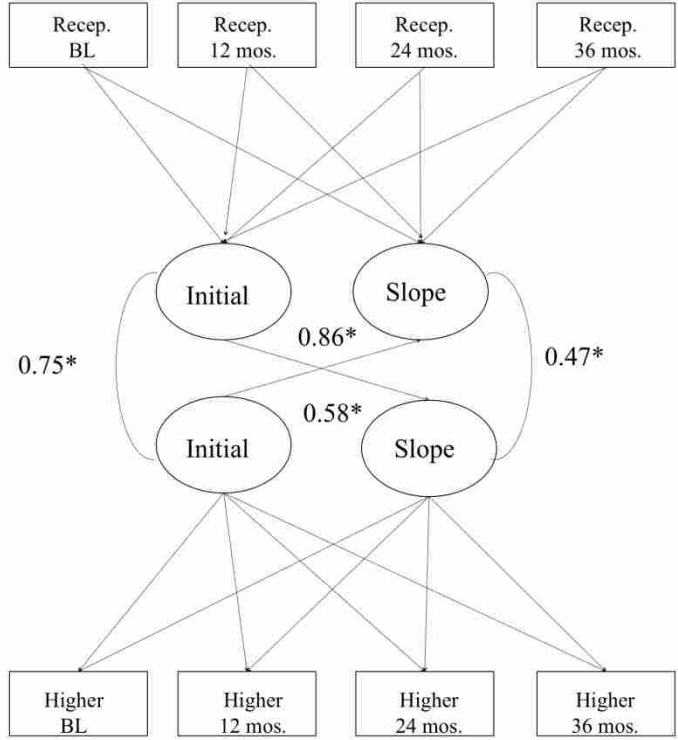 Recep.
BL
Recep.
12 mos.
Recep.
24 mos.
Recep.
36 mos.
Initial
Slope
0.86*
0.75*
0.47*
0.58*
Initial
Slope
Higher
BL
Higher
12 mos.
Higher
24 mos.
Higher
36 mos.